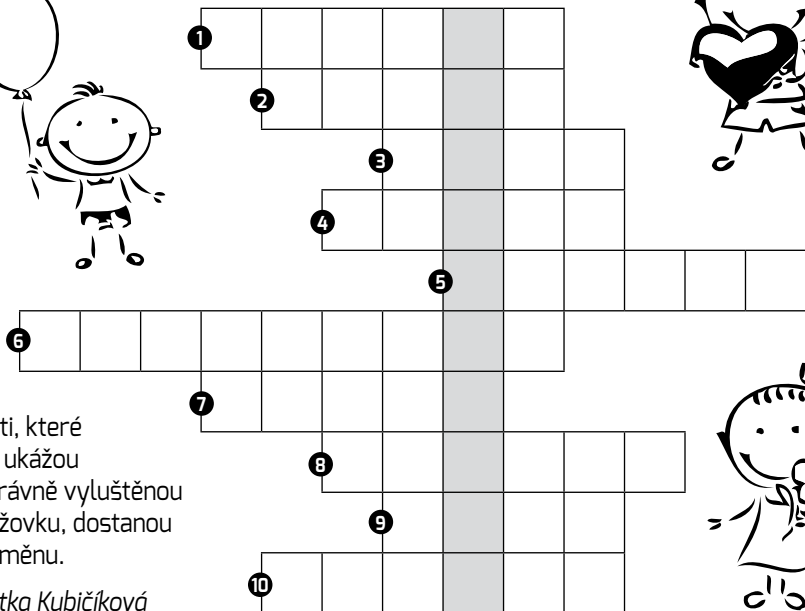 1
2
3
4
5
6
7
ti, které
8
ukážou
rávně vyluštěnou
9
žovku, dostanou
měnu.
10
tka Kubičíková